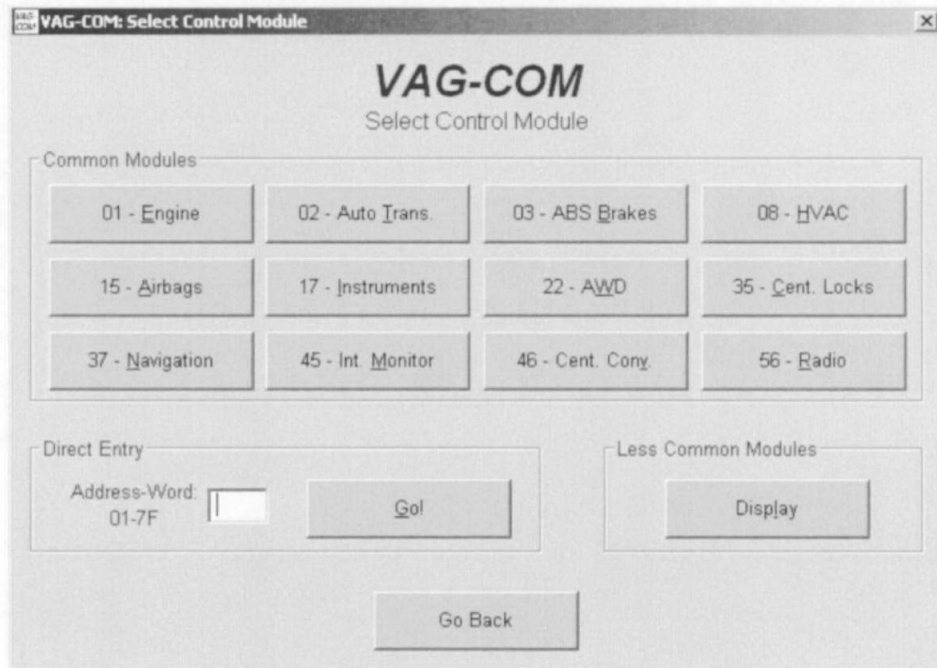 VAG-COM VAG-COM: Select Control Module
VAG-COM
Select Control Module
Common Modules
01 - Engine 02 - Auto Trans. 03 - ABS Brakes 08 - HVAC
15 - Airbags 17 - Instruments 22 - AWD 35 - Cent. Locks
37 - Navigation 45 - Int. Monitor 46 - Cent. Conv. 56 - Radio
Direct Entry Less Common Modules
Address-Word:
01-7F
Go! Display
Go Back